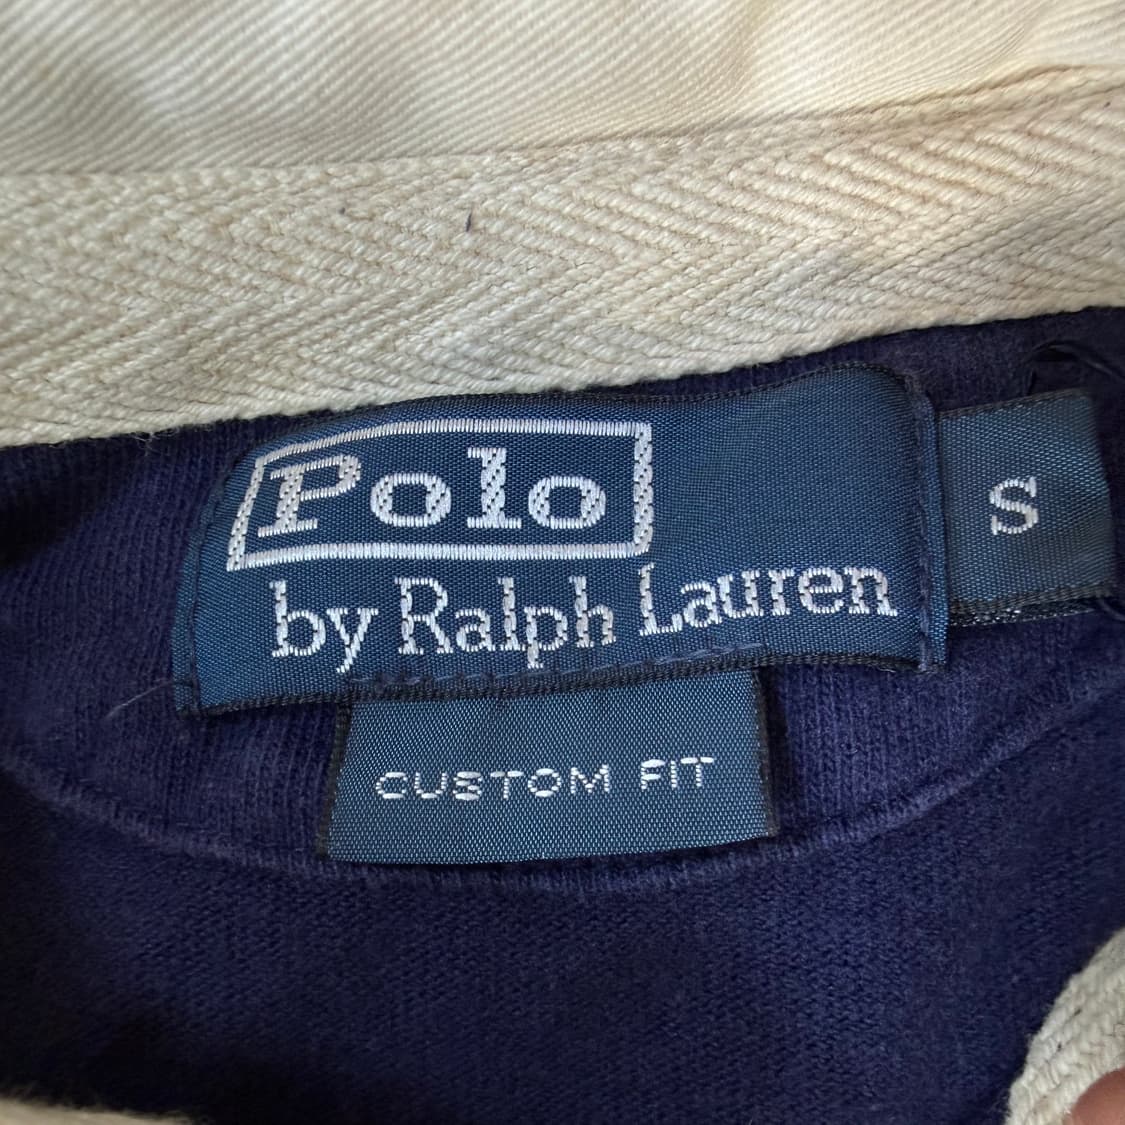 Polo
by Ralph Lauren
S
CUSTOM FIT